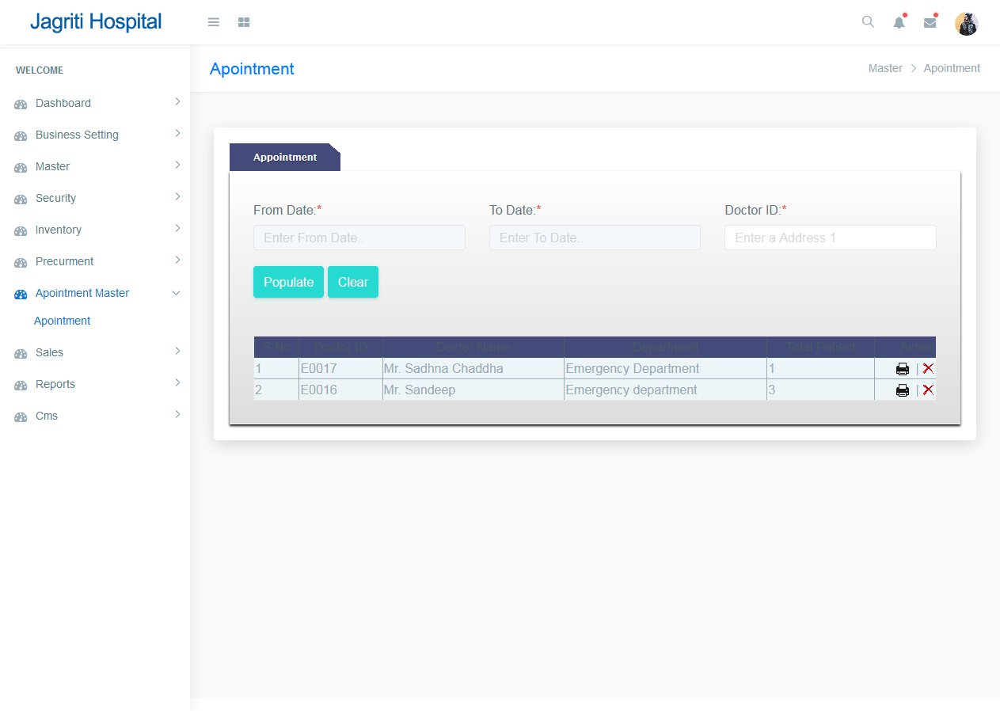 Jagriti Hospital
WELCOME
Dashboard
Business Setting
Master
Security
Inventory
Precurment
Apointment Master
Apointment
Sales
Reports
Cms
Apointment
Master > Apointment
Appointment
From Date:* To Date:* Doctor ID:*
Enter From Date.. Enter To Date.. Enter a Address 1
Populate Clear
S No Doctor ID Doctor Name Department Total Patient Action
1 E0017 Mr. Sadhna Chaddha Emergency Department 1 |
2 E0016 Mr. Sandeep Emergency department 3 |